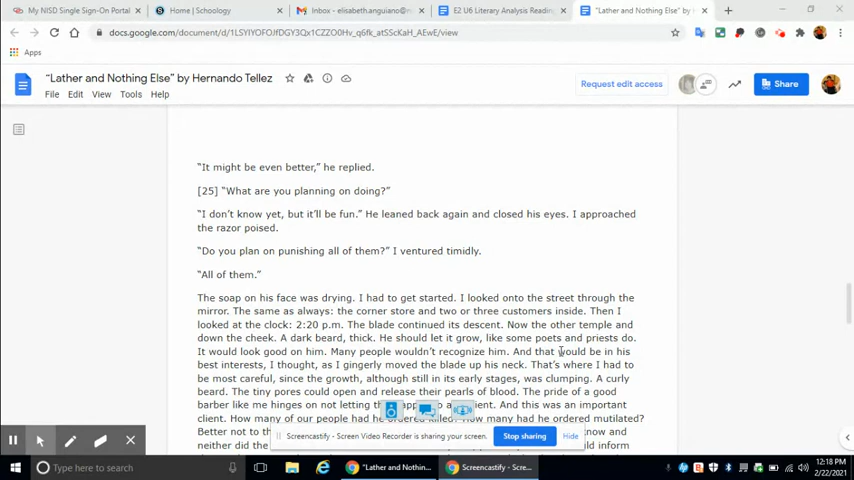 My NISD Single Sign-On Portal
Home | Schoology
Inbox - elisabeth.anguiano@
E2 U6 Literary Analysis Reading
"Lather and Nothing Else" by H
docs.google.com/document/d/1LSYIYOFOJfDGY3Qx1CZZO0Hv_q6fk_atSScKaH_AEwE/view
Apps
"Lather and Nothing Else" by Hernando Tellez
Request edit access
Share
File Edit View Tools Help
"It might be even better," he replied.
[25] "What are you planning on doing?"
"I don't know yet, but it'll be fun." He leaned back again and closed his eyes. I approached
the razor poised.
"Do you plan on punishing all of them?" I ventured timidly.
"All of them."
The soap on his face was drying. I had to get started. I looked onto the street through the
mirror. The same as always: the corner store and two or three customers inside. Then I
looked at the clock: 2:20 p.m. The blade continued its descent. Now the other temple and
down the cheek. A dark beard, thick. He should let it grow, like some poets and priests do.
It would look good on him. Many people wouldn't recognize him. And that would be in his
best interests, I thought, as I gingerly moved the blade up his neck. That's where I had to
be most careful, since the growth, although still in its early stages, was clumping. A curly
beard. The tiny pores could open and release their pearls of blood. The pride of a good
barber like me hinges on not letting. And this was an important
client. How many of our people had he ordered killed? How many had he ordered mutilated?
Better not to know and
neither did the inform
Screencastify - Screen Video Recorder is sharing your screen.
Stop sharing
Hide
Type here to search
"Lather and Nothin...
Screencastify - Scree...
12:18 PM
2/22/2021